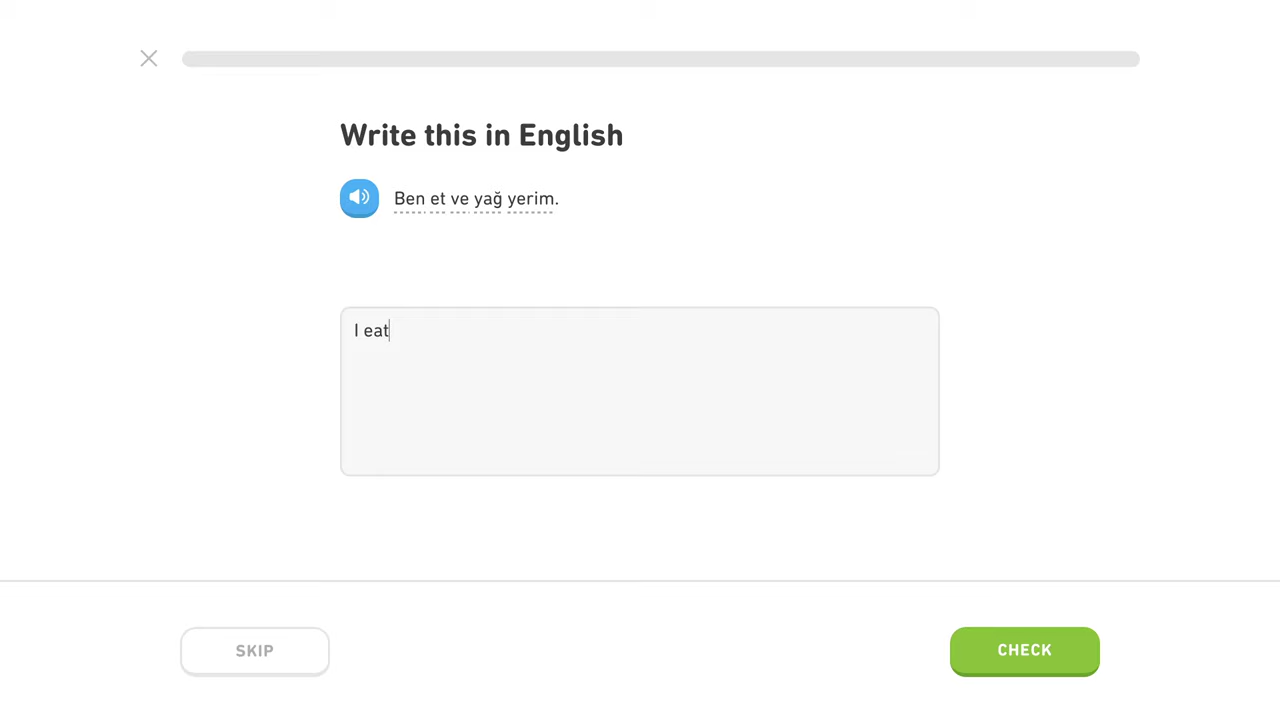 Write this in English
Ben et ve yağ yerim.
I eat
SKIP
CHECK